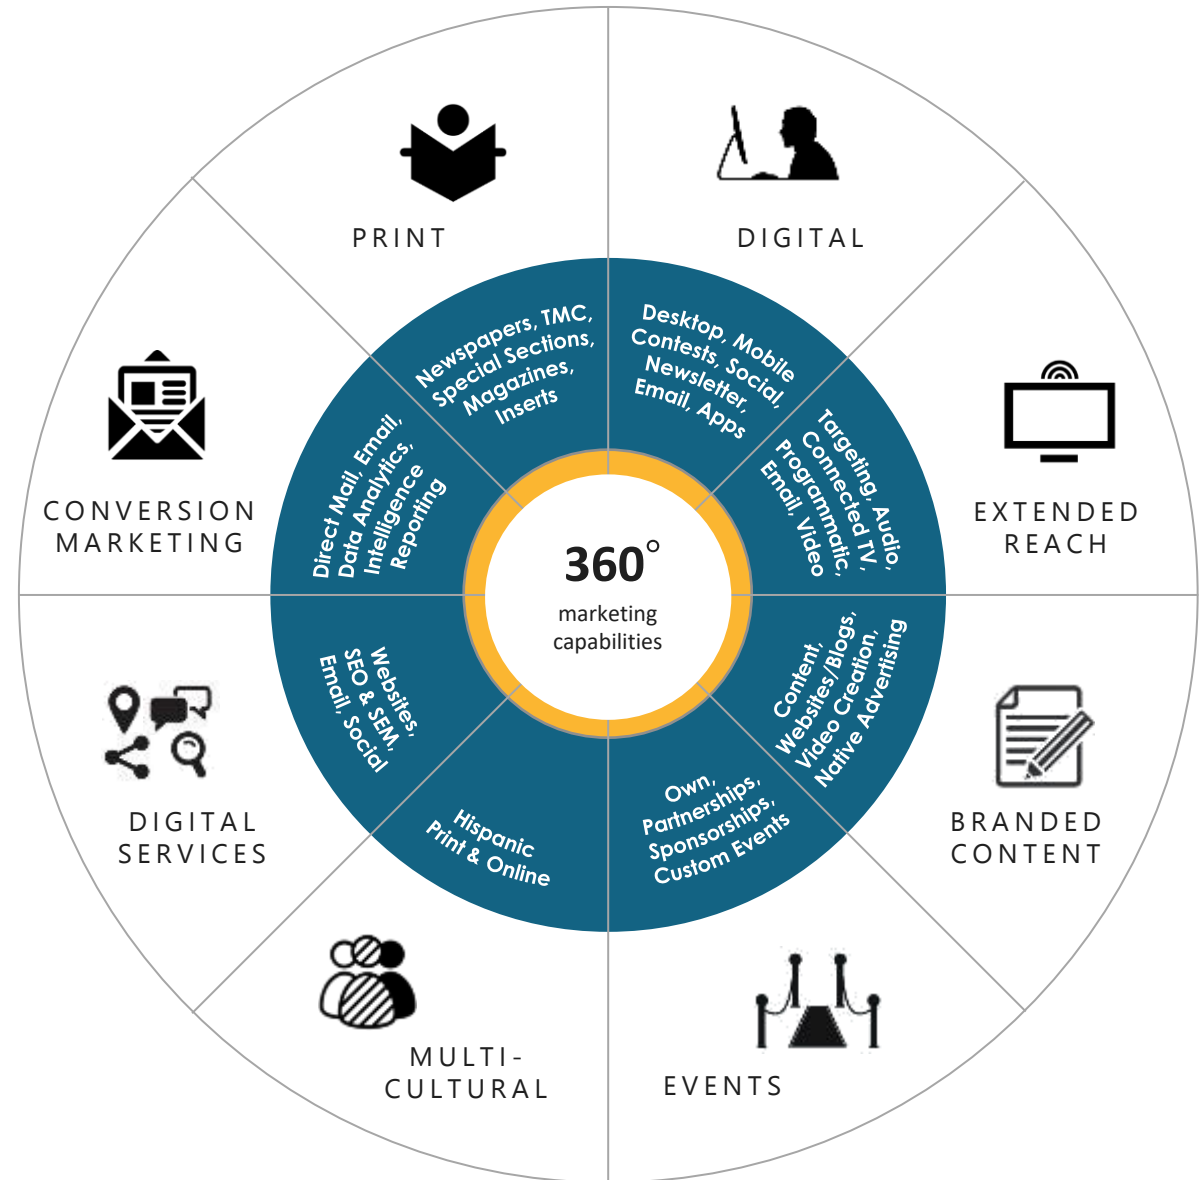 PRINT
DIGITAL
Newspapers, TMC,
Special Sections,
Magazines,
Inserts
Desktop, Mobile
Contests, Social,
Newsletter,
Email, Apps
CONVERSION
MARKETING
Direct Mail, Email,
Data Analytics,
Intelligence
Reporting
Targeting, Audio,
Connected TV,
Programmatic,
Email, Video
EXTENDED
REACH
360°
marketing
capabilities
DIGITAL
SERVICES
Websites,
SEO & SEM,
Email, Social
Content,
Websites/Blogs,
Video Creation,
Native Advertising
BRANDED
CONTENT
Hispanic
Print & Online
Own,
Partnerships,
Sponsorships,
Custom Events
MULTI-
CULTURAL
EVENTS